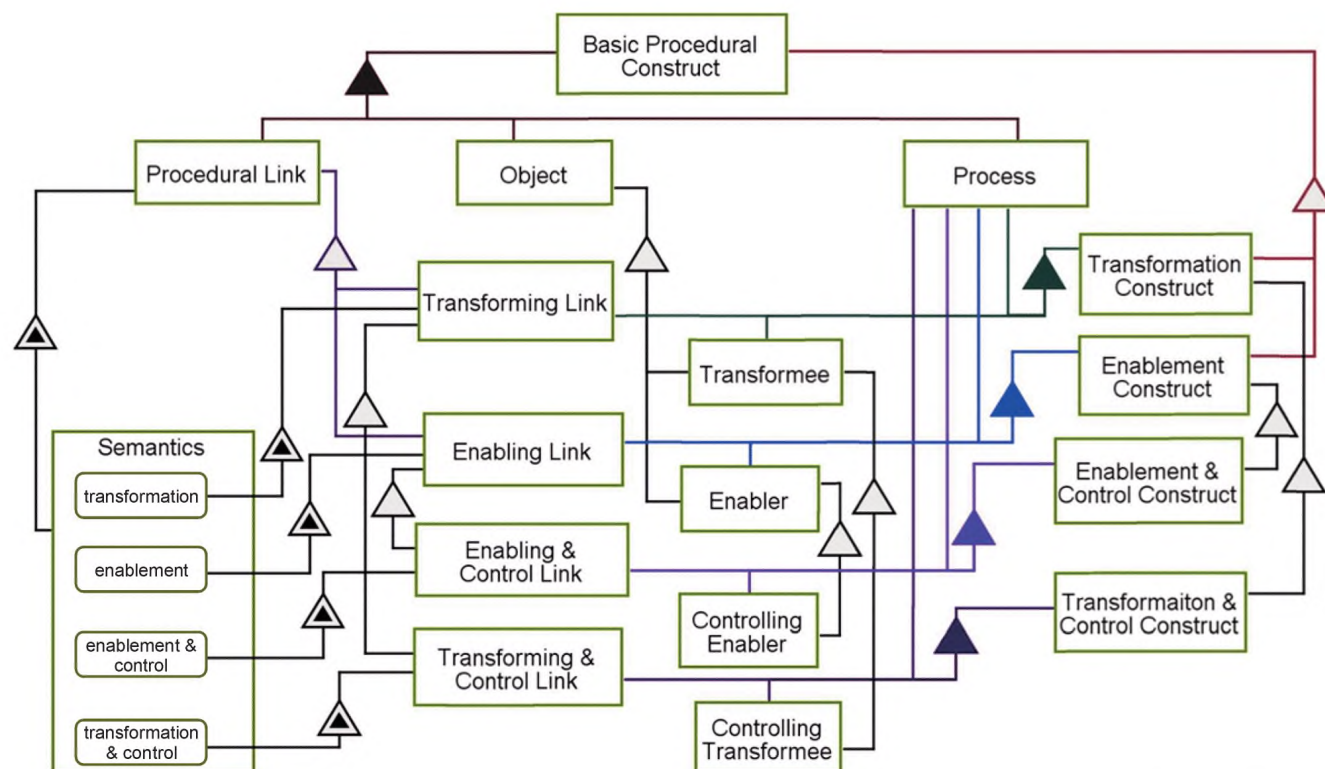 Basic Procedural
Construct
Procedural Link
Object
Process
Transforming Link
Transformation
Construct
Transformee
Enablement
Construct
Semantics
transformation
enablement
enablement &
control
transformation
& control
Enabling Link
Enabler
Enablement &
Control Construct
Enabling &
Control Link
Controlling
Enabler
Transformaiton &
Control Construct
Transforming &
Control Link
Controlling
Transformee